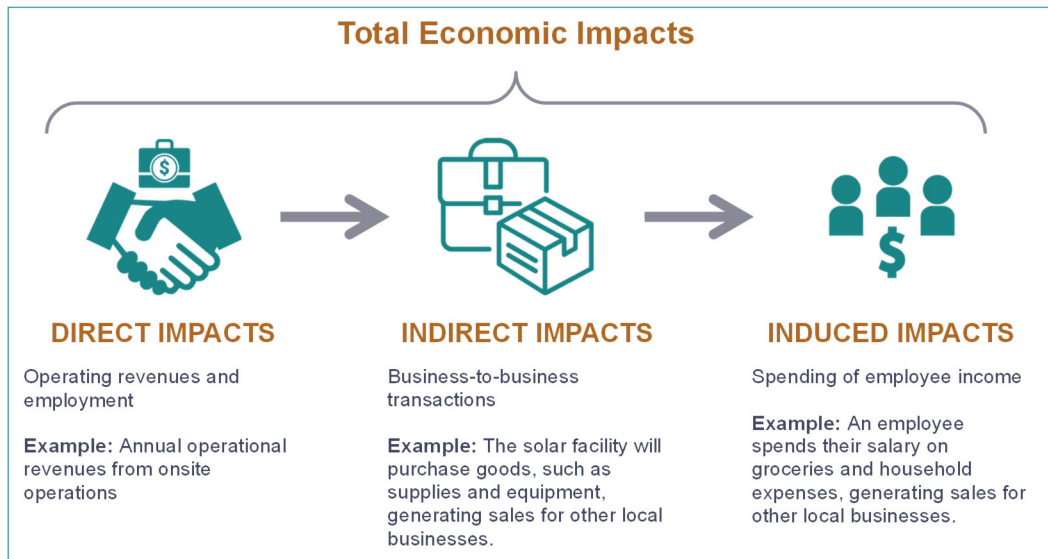 Total Economic Impacts
$
$
DIRECT IMPACTS
Operating revenues and
employment
Example: Annual operational
revenues from onsite
operations
INDIRECT IMPACTS
Business-to-business
transactions
Example: The solar facility will
purchase goods, such as
supplies and equipment,
generating sales for other local
businesses.
INDUCED IMPACTS
Spending of employee income
Example: An employee
spends their salary on
groceries and household
expenses, generating sales for
other local businesses.